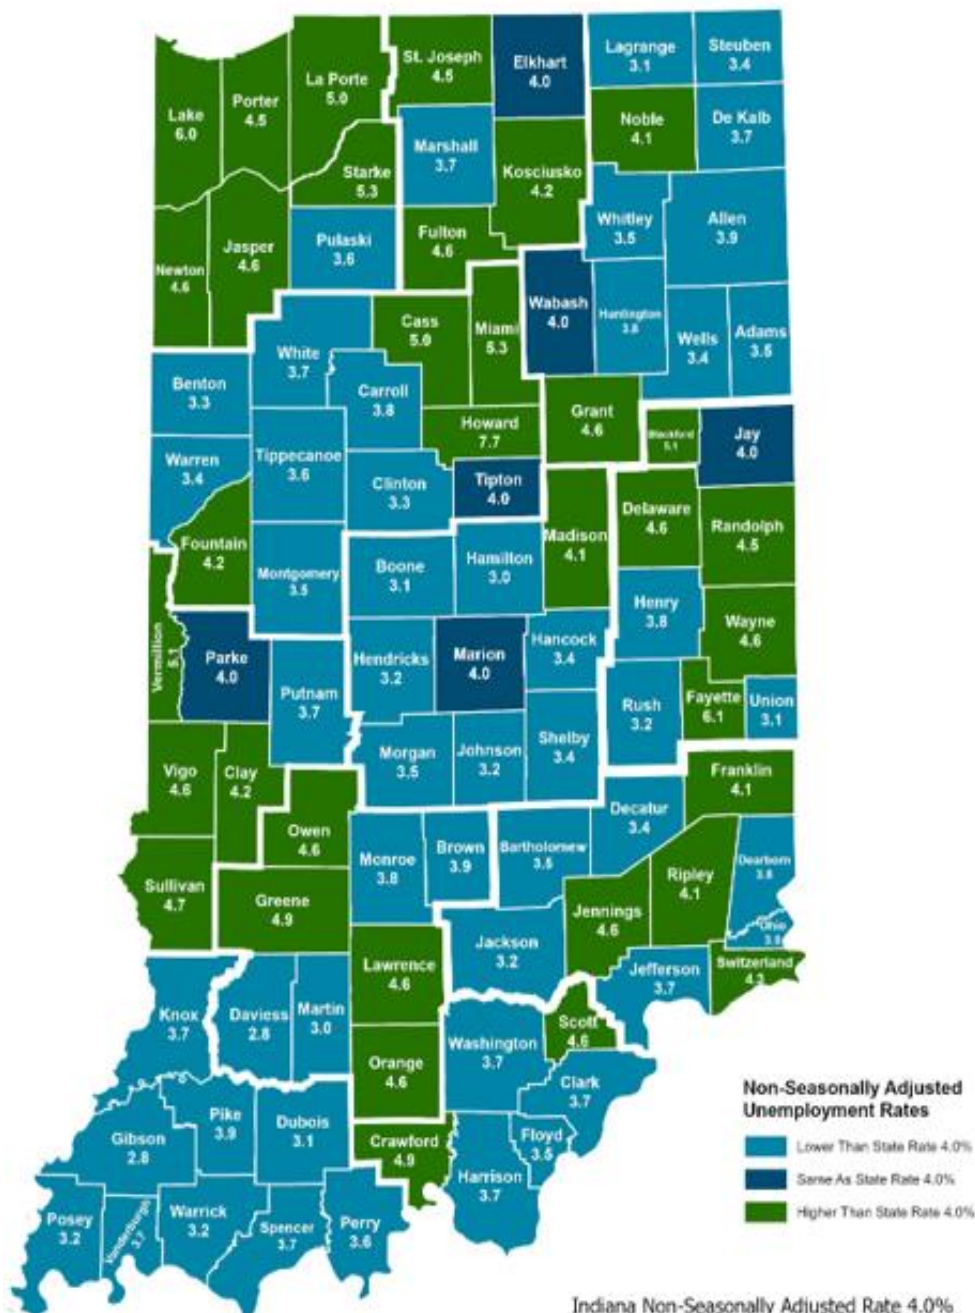 Lake
6.0
Porter
4.5
La Porte
5.0
St. Joseph
4.5
Elkhart
4.0
Lagrange
3.1
Steuben
3.4
Noble
4.1
De Kalb
3.7
Marshall
3.7
Starke
5.3
Kosciusko
4.2
Whitley
3.5
Allen
3.9
Newton
4.6
Jasper
4.6
Pulaski
3.6
Fulton
4.6
Wabash
4.0
Huntington
Wells
3.4
Adams
3.5
White
3.7
Cass
5.0
Miami
5.3
Benton
3.3
Carroll
3.8
Howard
7.7
Grant
4.6
Blackford
5.1
Jay
4.0
Warren
3.4
Tippecanoe
3.6
Clinton
3.3
Tipton
4.0
Fountain
4.2
Montgomery
3.5
Boone
3.1
Hamilton
3.0
Madison
4.1
Delaware
4.6
Randolph
4.5
Henry
3.8
Wayne
4.6
Vermillion
5.1
Parke
4.0
Putnam
3.7
Hendricks
3.2
Marion
4.0
Hancock
3.4
Rush
3.2
Fayette
6.1
Union
3.1
Morgan
3.5
Johnson
3.2
Shelby
3.4
Vigo
4.6
Clay
4.2
Franklin
4.1
Owen
4.6
Decatur
3.4
Monroe
3.8
Brown
3.9
Bartholomew
3.5
Dearborn
Ripley
4.1
Sullivan
4.7
Greene
4.9
Jennings
4.6
Ohio
Jackson
3.2
Lawrence
4.6
Jefferson
3.7
Switzerland
Knox
3.7
Daviess
2.8
Martin
3.0
Scott
4.6
Washington
3.7
Orange
4.6
Clark
3.7
Pike
3.9
Dubois
3.1
Gibson
2.8
Crawford
4.9
Floyd
3.5
Harrison
3.7
Posey
3.2
Vanderburgh
3.7
Warrick
3.2
Spencer
3.7
Perry
3.6
Non-Seasonally Adjusted
Unemployment Rates
Lower Than State Rate 4.0%
Same As State Rate 4.0%
Higher Than State Rate 4.0%
Indiana Non-Seasonally Adjusted Rate 4.0%